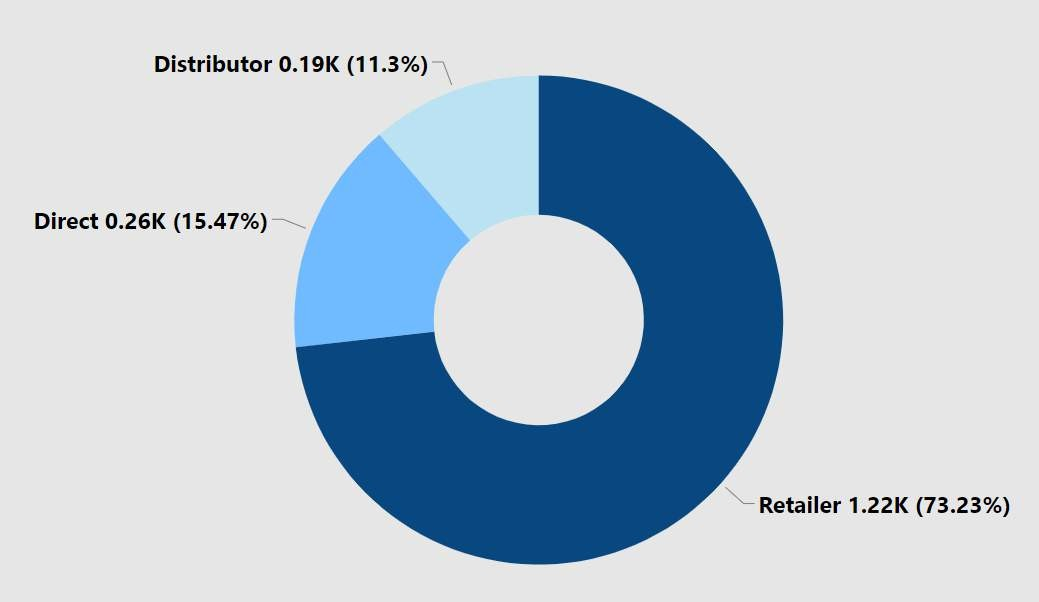 Distributor 0.19K (11.3%)
Direct 0.26K (15.47%)
Retailer 1.22K (73.23%)